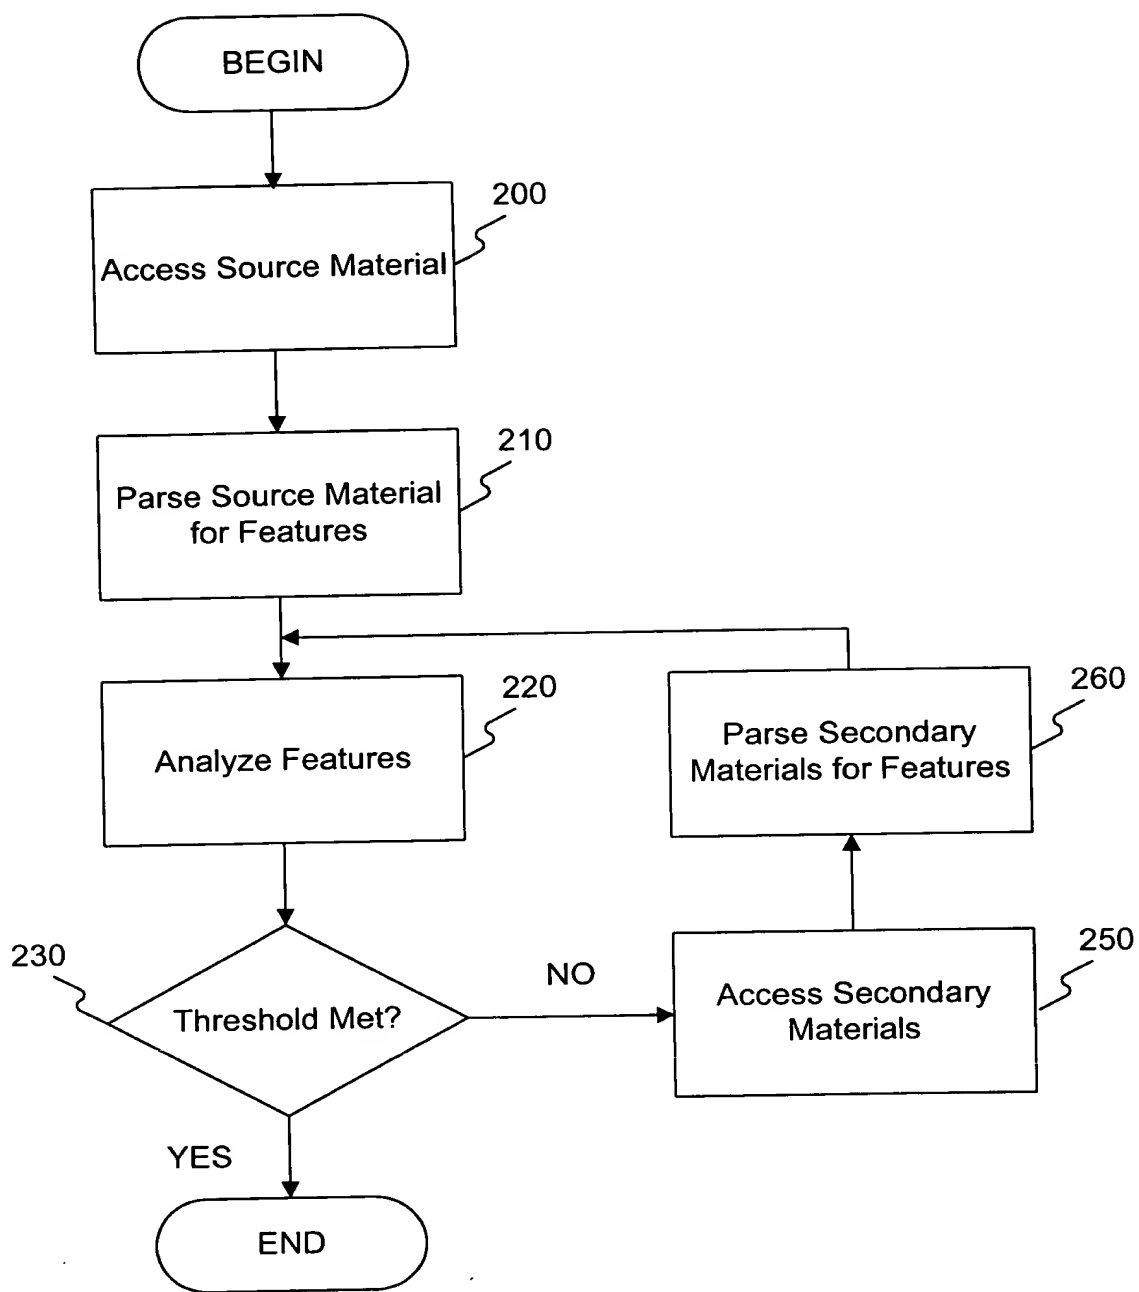 BEGIN
200
Access Source Material
210
Parse Source Material
for Features
220
Analyze Features
260
Parse Secondary
Materials for Features
230
Threshold Met?
NO
250
Access Secondary
Materials
YES
END